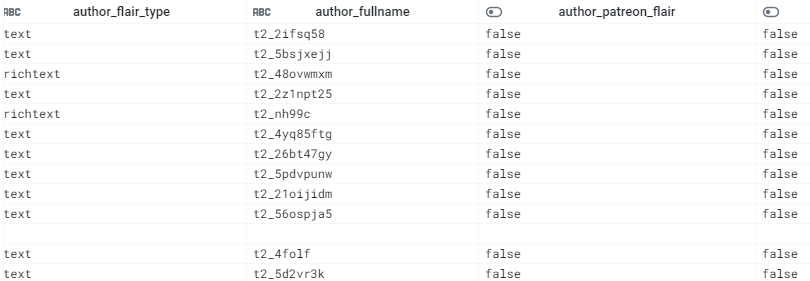 ABC author_flair_type ABC author_fullname author_patreon_flair
text t2_2ifsq58 false false
text t2_5bsjxejj false false
richtext t2_48ovwmxm false false
text t2_2z1npt25 false false
richtext t2_nh99c false false
text t2_4yq85ftg false false
text t2_26bt47gy false false
text t2_5pdvpunw false false
text t2_21oijidm false false
text t2_56ospja5 false false
text t2_4folf false false
text t2_5d2vr3k false false